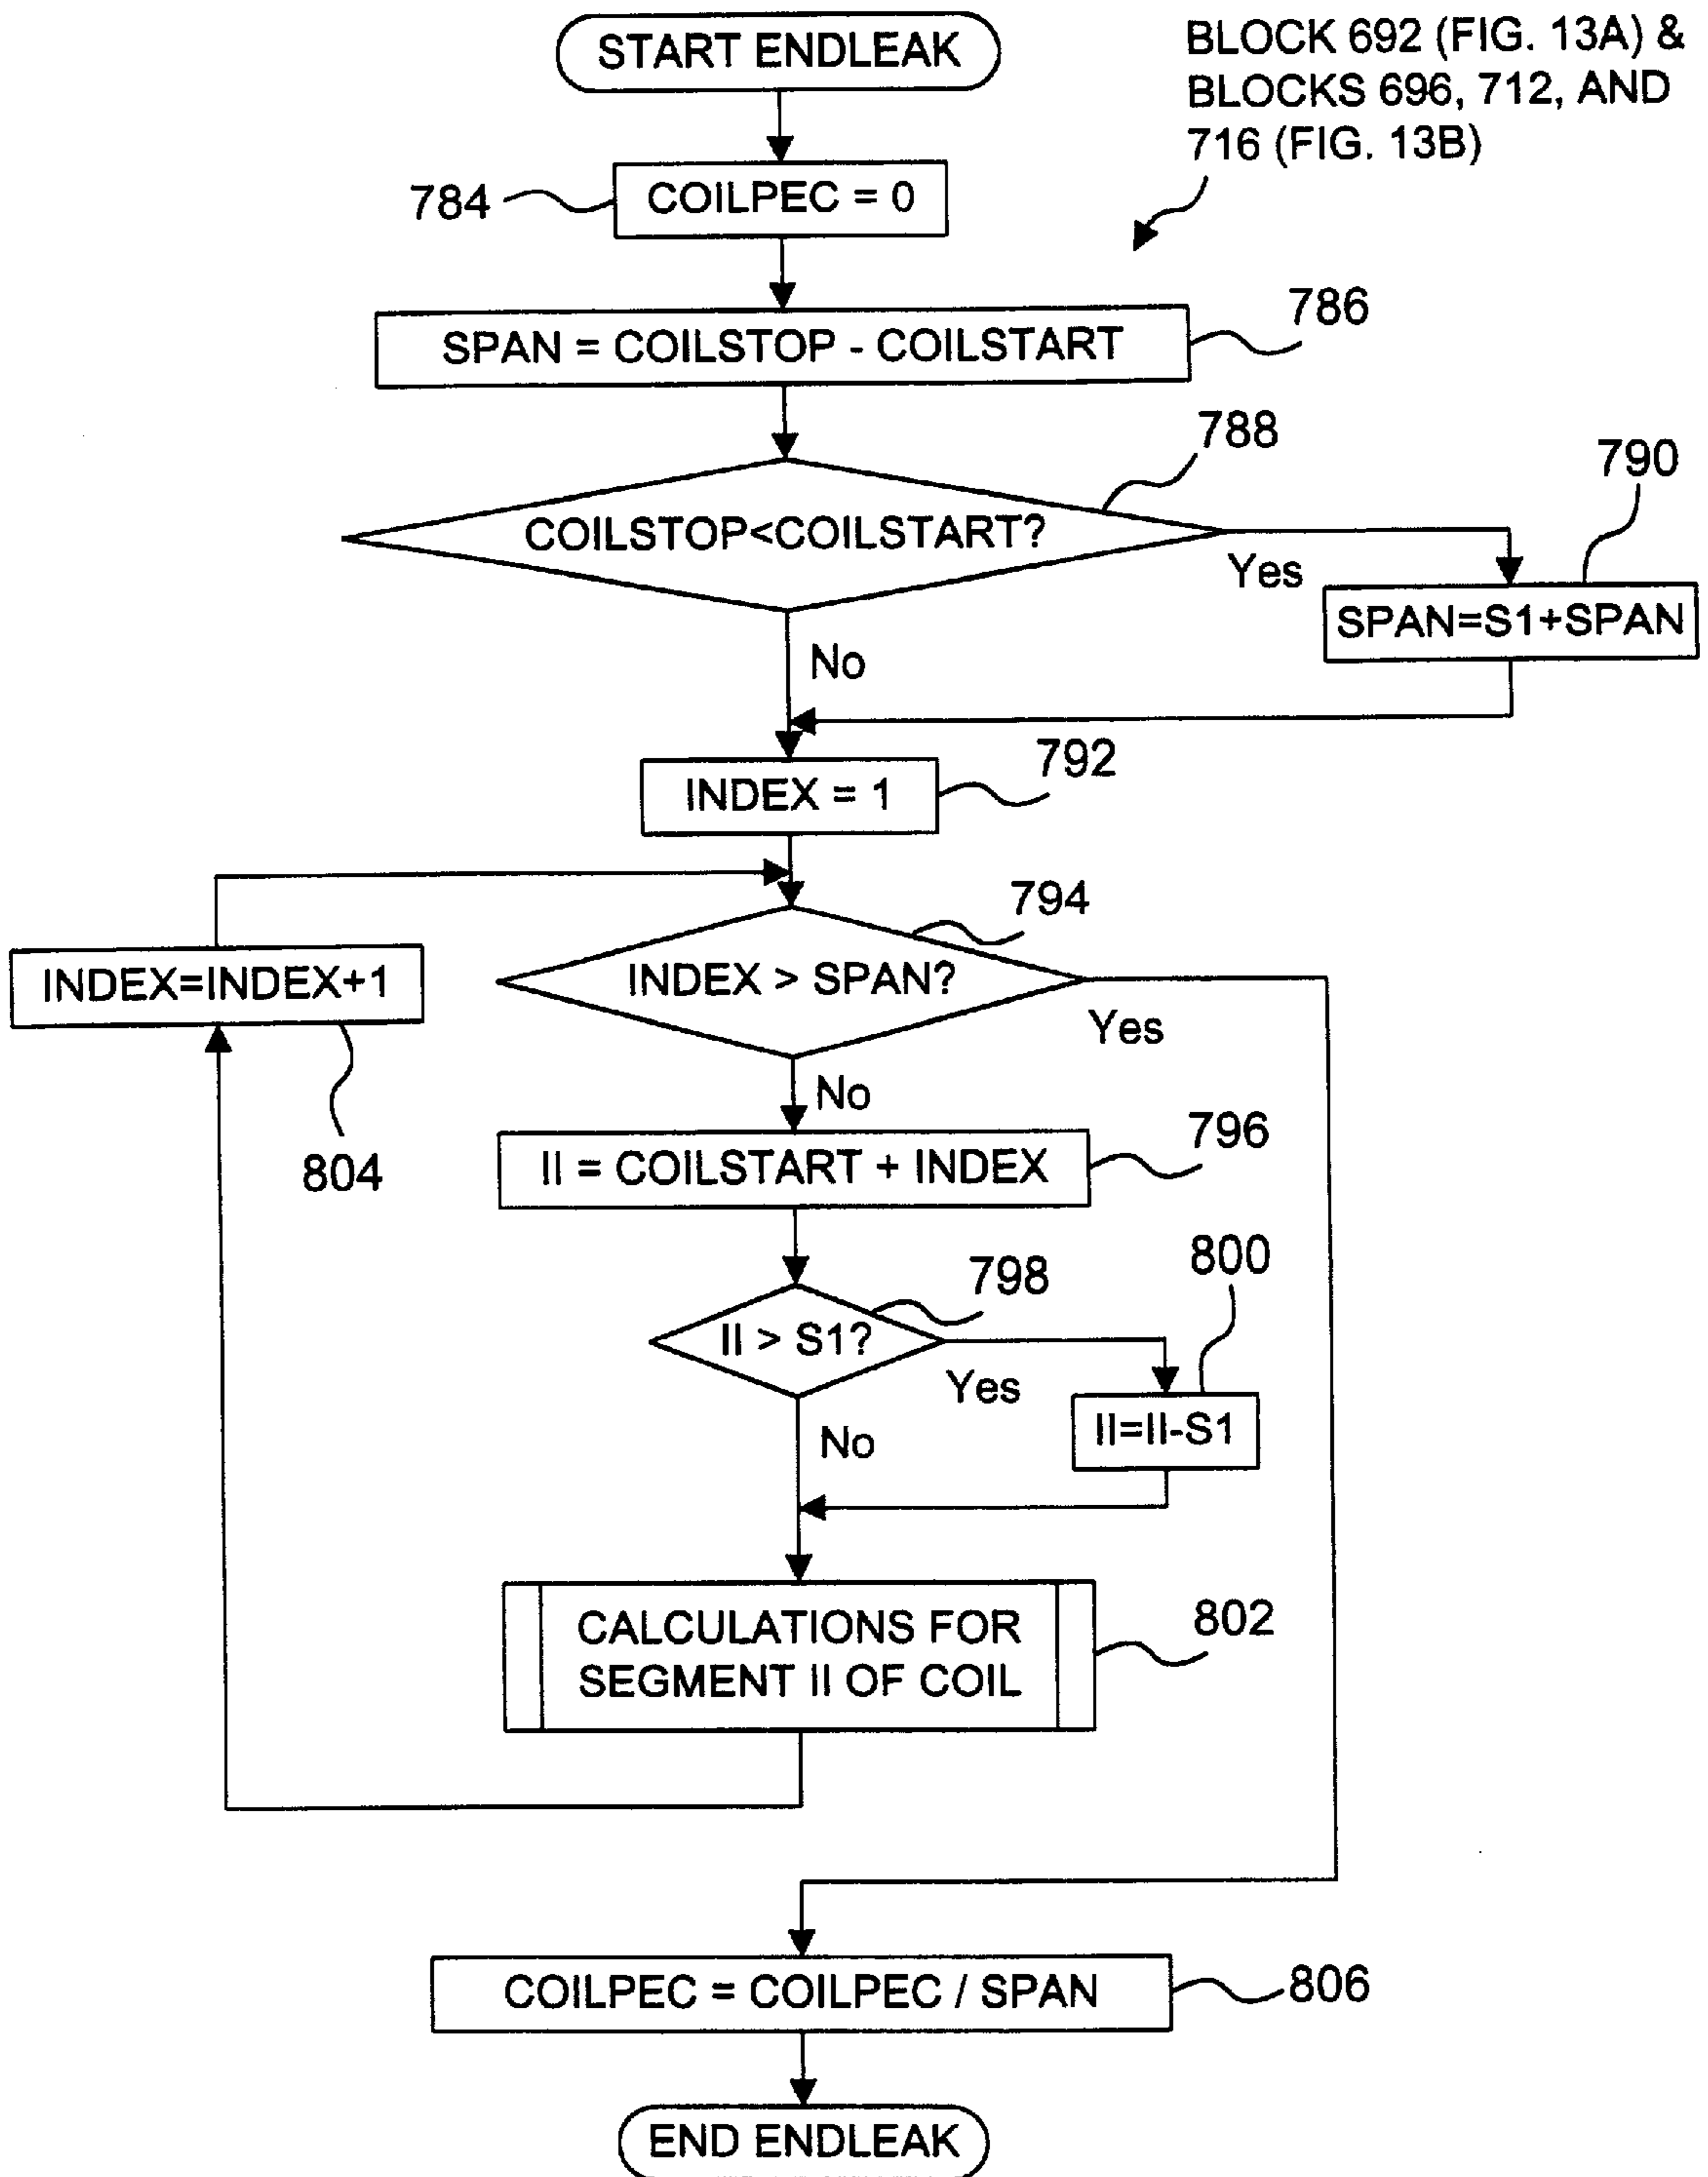 START ENDLEAK
BLOCK 692 (FIG. 13A) &
BLOCKS 696, 712, AND
716 (FIG. 13B)
784
COILPEC = 0
786
SPAN = COILSTOP - COILSTART
788
790
COILSTOP<COILSTART?
Yes
SPAN=S1+SPAN
No
792
INDEX = 1
794
INDEX=INDEX+1
INDEX > SPAN?
Yes
No
804
796
II = COILSTART + INDEX
798
800
II > S1?
Yes
II=II-S1
No
802
CALCULATIONS FOR
SEGMENT II OF COIL
COILPEC = COILPEC / SPAN
806
END ENDLEAK